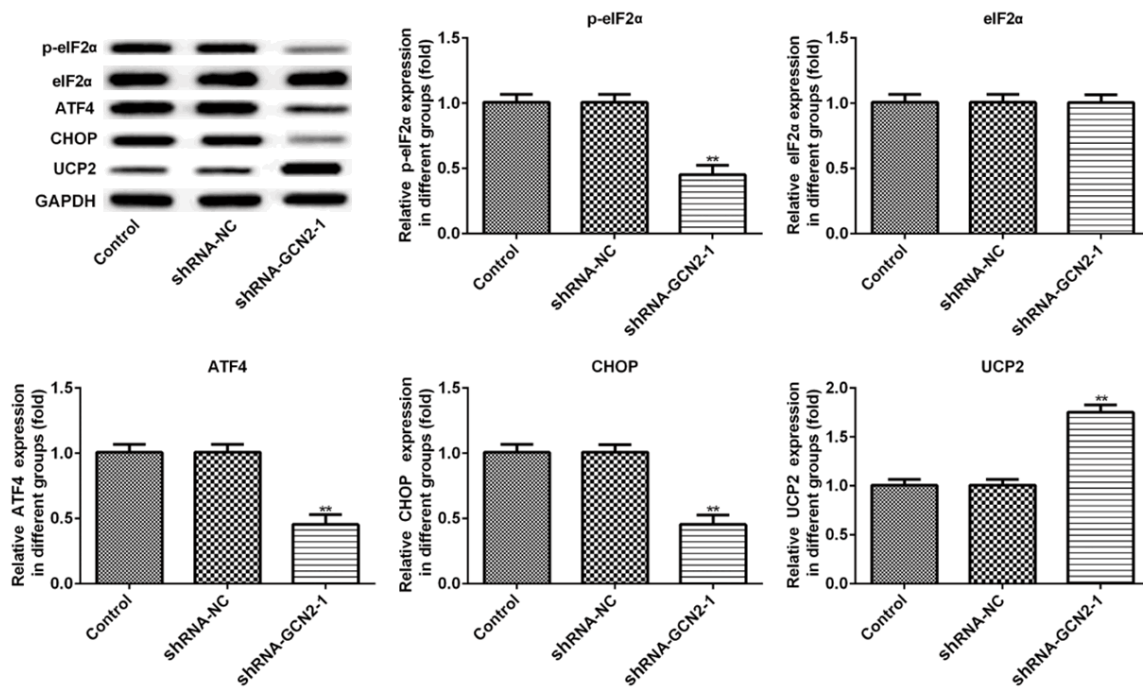 p-eIF2α
eIF2α
ATF4
CHOP
UCP2
GAPDH
Control
shRNA-NC
shRNA-GCN2-1
p-eIF2α
Relative p-eIF2α expression
in different groups (fold)
1.5
1.0
0.5
0.0
**
Control
shRNA-NC
shRNA-GCN2-1
eIF2α
Relative eIF2α expression
in different groups (fold)
1.5
1.0
0.5
0.0
Control
shRNA-NC
shRNA-GCN2-1
ATF4
Relative ATF4 expression
in different groups (fold)
1.5
1.0
0.5
0.0
**
Control
shRNA-NC
shRNA-GCN2-1
CHOP
Relative CHOP expression
in different groups (fold)
1.5
1.0
0.5
0.0
**
Control
shRNA-NC
shRNA-GCN2-1
UCP2
Relative UCP2 expression
in different groups (fold)
2.0
1.5
1.0
0.5
0.0
**
Control
shRNA-NC
shRNA-GCN2-1